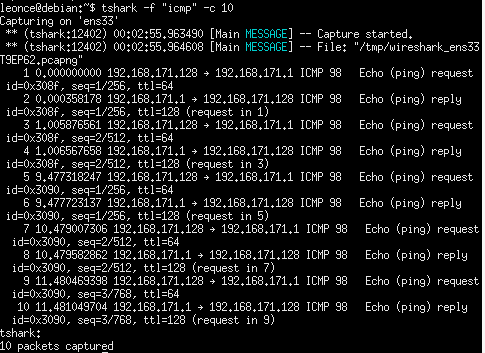 leonce@debian:~$ tshark -f "icmp" -c 10
Capturing on 'ens33'
 ** (tshark:12402) 00:02:55.963490 [Main MESSAGE] -- Capture started.
 ** (tshark:12402) 00:02:55.964608 [Main MESSAGE] -- File: "/tmp/wireshark_ens33
T9EP62.pcapng"
    1 0.000000000 192.168.171.128 → 192.168.171.1 ICMP 98   Echo (ping) request
id=0x308f, seq=1/256, ttl=64
    2 0.000358178 192.168.171.1 → 192.168.171.128 ICMP 98   Echo (ping) reply
id=0x308f, seq=1/256, ttl=128 (request in 1)
    3 1.005876561 192.168.171.128 → 192.168.171.1 ICMP 98   Echo (ping) request
id=0x308f, seq=2/512, ttl=64
    4 1.006567658 192.168.171.1 → 192.168.171.128 ICMP 98   Echo (ping) reply
id=0x308f, seq=2/512, ttl=128 (request in 3)
    5 9.477318247 192.168.171.128 → 192.168.171.1 ICMP 98   Echo (ping) request
id=0x3090, seq=1/256, ttl=64
    6 9.477723137 192.168.171.1 → 192.168.171.128 ICMP 98   Echo (ping) reply
id=0x3090, seq=1/256, ttl=128 (request in 5)
    7 10.479007306 192.168.171.128 → 192.168.171.1 ICMP 98   Echo (ping) request
id=0x3090, seq=2/512, ttl=64
    8 10.479582862 192.168.171.1 → 192.168.171.128 ICMP 98   Echo (ping) reply
id=0x3090, seq=2/512, ttl=128 (request in 7)
    9 11.480469398 192.168.171.128 → 192.168.171.1 ICMP 98   Echo (ping) request
id=0x3090, seq=3/768, ttl=64
   10 11.481049704 192.168.171.1 → 192.168.171.128 ICMP 98   Echo (ping) reply
id=0x3090, seq=3/768, ttl=128 (request in 9)
tshark:
10 packets captured